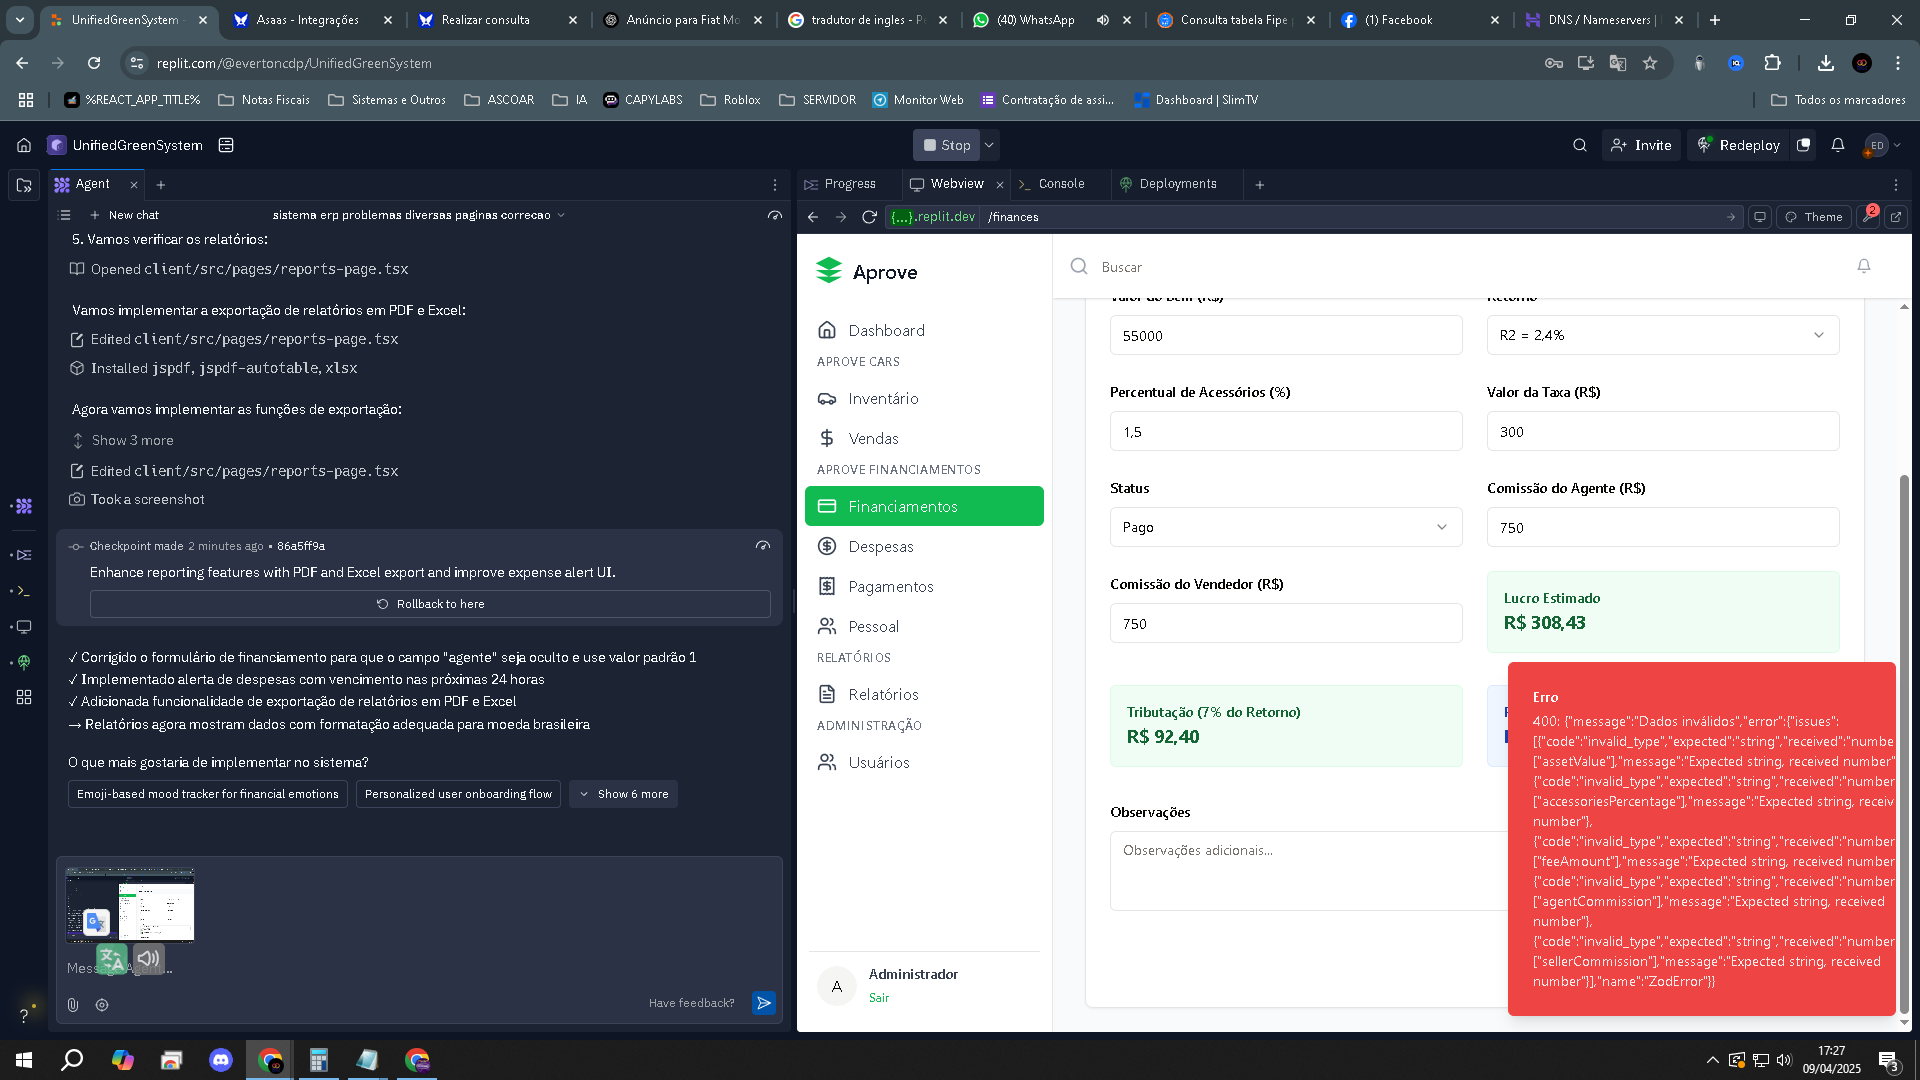 UnifiedGreenSystem -
Asaas - Integrações
Realizar consulta
Anúncio para Fiat Mo
tradutor de ingles - P
(40) WhatsApp
Consulta tabela Fipe
(1) Facebook
DNS / Nameservers |
replit.com/@evertoncdp/UnifiedGreenSystem
%REACT_APP_TITLE%
Notas Fiscais
Sistemas e Outros
ASCOAR
IA
CAPYLABS
Roblox
SERVIDOR
Monitor Web
Contratação de assi...
Dashboard | SlimTV
Todos os marcadores
UnifiedGreenSystem
Stop
Invite
Redeploy
ED
Agent
New chat
sistema erp problemas diversas paginas correcao
5. Vamos verificar os relatórios:
Opened client/src/pages/reports-page.tsx
Vamos implementar a exportação de relatórios em PDF e Excel:
Edited client/src/pages/reports-page.tsx
Installed jspdf, jspdf-autotable, xlsx
Agora vamos implementar as funções de exportação:
Show 3 more
Edited client/src/pages/reports-page.tsx
Took a screenshot
Checkpoint made 2 minutes ago • 86a5ff9a
Enhance reporting features with PDF and Excel export and improve expense alert UI.
Rollback to here
✓ Corrigido o formulário de financiamento para que o campo "agente" seja oculto e use valor padrão 1
✓ Implementado alerta de despesas com vencimento nas próximas 24 horas
✓ Adicionada funcionalidade de exportação de relatórios em PDF e Excel
→ Relatórios agora mostram dados com formatação adequada para moeda brasileira
O que mais gostaria de implementar no sistema?
Emoji-based mood tracker for financial emotions
Personalized user onboarding flow
Show 6 more
Have feedback?
Progress
Webview
Console
Deployments
{...}.replit.dev /finances
Theme
2
Aprove
Dashboard
APROVE CARS
Inventário
Vendas
APROVE FINANCIAMENTOS
Financiamentos
Despesas
Pagamentos
Pessoal
RELATÓRIOS
Relatórios
ADMINISTRAÇÃO
Usuários
A
Administrador
Sair
Buscar
Valor do Bem (R$)
Retorno
55000
R2 = 2,4%
Percentual de Acessórios (%)
Valor da Taxa (R$)
1,5
300
Status
Comissão do Agente (R$)
Pago
750
Comissão do Vendedor (R$)
750
Lucro Estimado
R$ 308,43
Tributação (7% do Retorno)
R$ 92,40
Observações
Observações adicionais...
Erro
400: {"message":"Dados inválidos","error":{"issues":
[{"code":"invalid_type","expected":"string","received":"numbe
["assetValue"],"message":"Expected string, received number"
{"code":"invalid_type","expected":"string","received":"number
["accessoriesPercentage"],"message":"Expected string, receiv
number"},
{"code":"invalid_type","expected":"string","received":"number
["feeAmount"],"message":"Expected string, received number
{"code":"invalid_type","expected":"string","received":"number
["agentCommission"],"message":"Expected string, received
number"},
{"code":"invalid_type","expected":"string","received":"number
["sellerCommission"],"message":"Expected string, received
number"}],"name":"ZodError"}}
17:27
09/04/2025
3